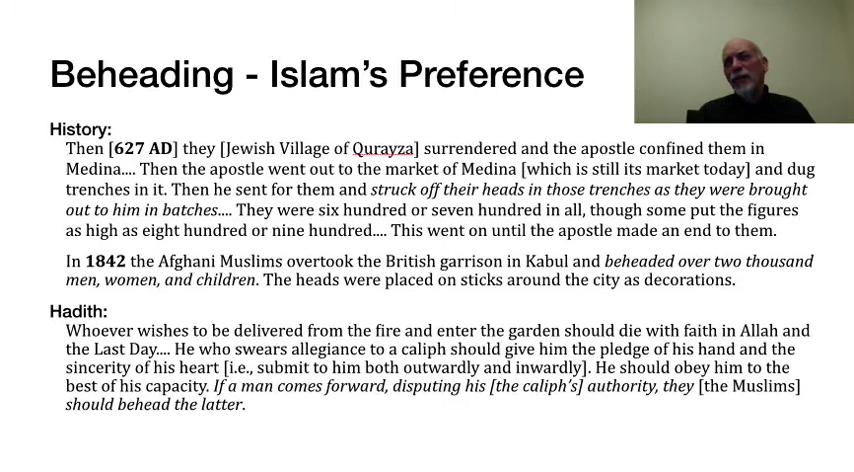 Beheading - Islam's Preference
History:
Then [627 AD] they [Jewish Village of Qurayza] surrendered and the apostle confined them in
Medina.... Then the apostle went out to the market of Medina [which is still its market today] and dug
trenches in it. Then he sent for them and struck off their heads in those trenches as they were brought
out to him in batches.... They were six hundred or seven hundred in all, though some put the figures
as high as eight hundred or nine hundred.... This went on until the apostle made an end to them.
In 1842 the Afghani Muslims overtook the British garrison in Kabul and beheaded over two thousand
men, women, and children. The heads were placed on sticks around the city as decorations.
Hadith:
Whoever wishes to be delivered from the fire and enter the garden should die with faith in Allah and
the Last Day.... He who swears allegiance to a caliph should give him the pledge of his hand and the
sincerity of his heart [i.e., submit to him both outwardly and inwardly]. He should obey him to the
best of his capacity. If a man comes forward, disputing his [the caliph's] authority, they [the Muslims]
should behead the latter.